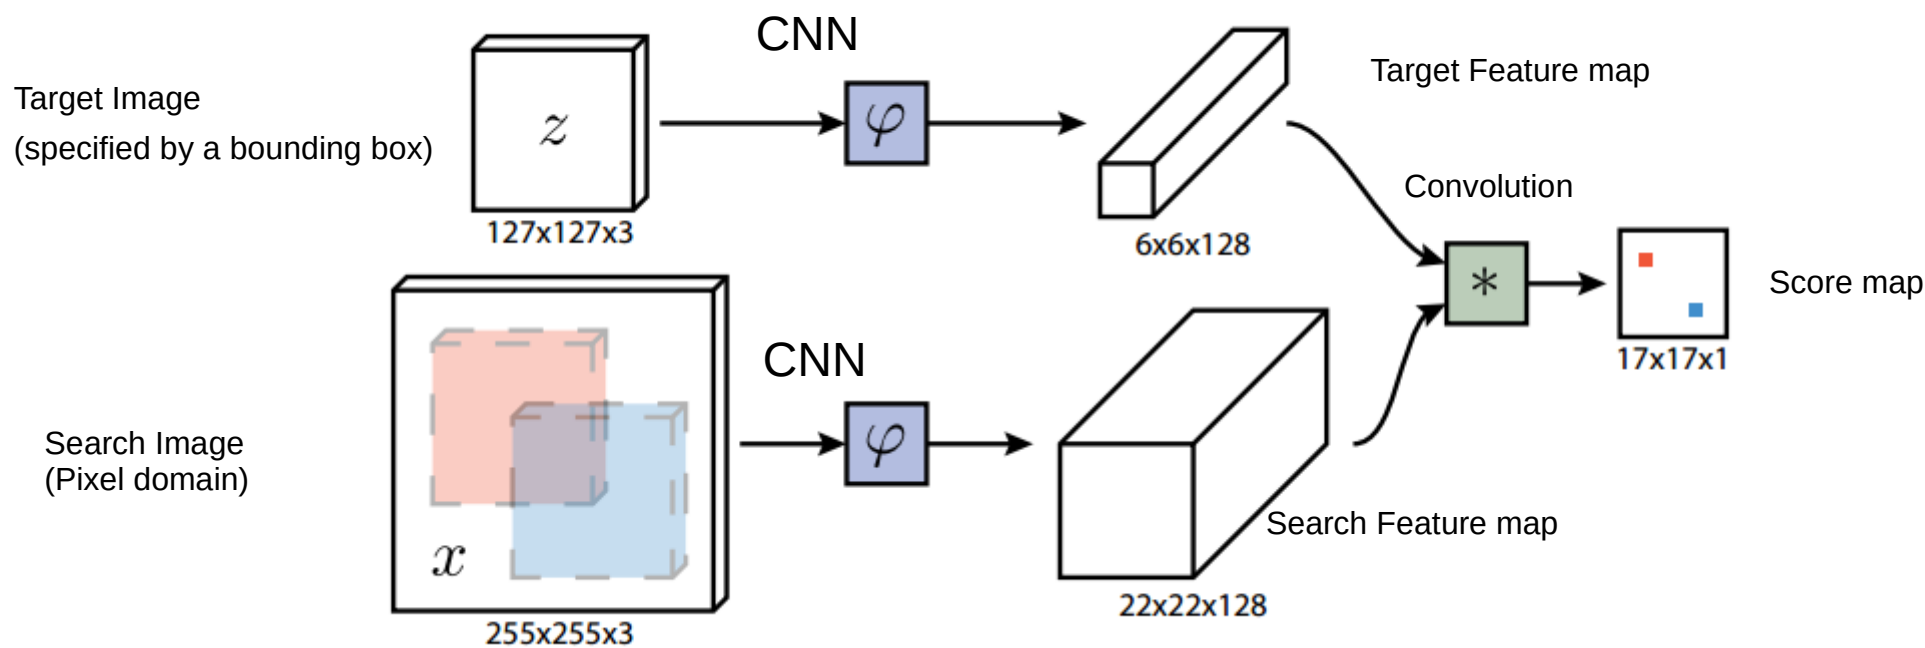 CNN
Target Image
(specified by a bounding box)
z
φ
Target Feature map
127x127x3
6x6x128
Convolution
*
Score map
17x17x1
CNN
Search Image
(Pixel domain)
φ
x
Search Feature map
255x255x3
22x22x128